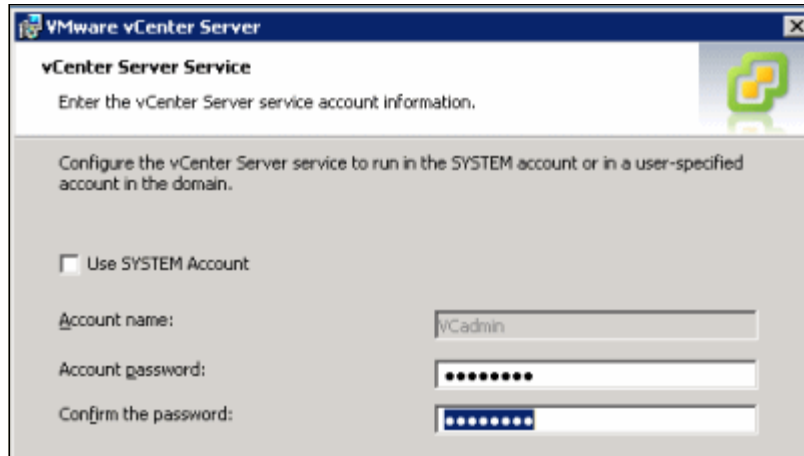 VMware vCenter Server
vCenter Server Service
Enter the vCenter Server service account information.
Configure the vCenter Server service to run in the SYSTEM account or in a user-specified
account in the domain.
Use SYSTEM Account
Account name:
VCadmin
Account password:
●●●●●●●●
Confirm the password:
●●●●●●●●